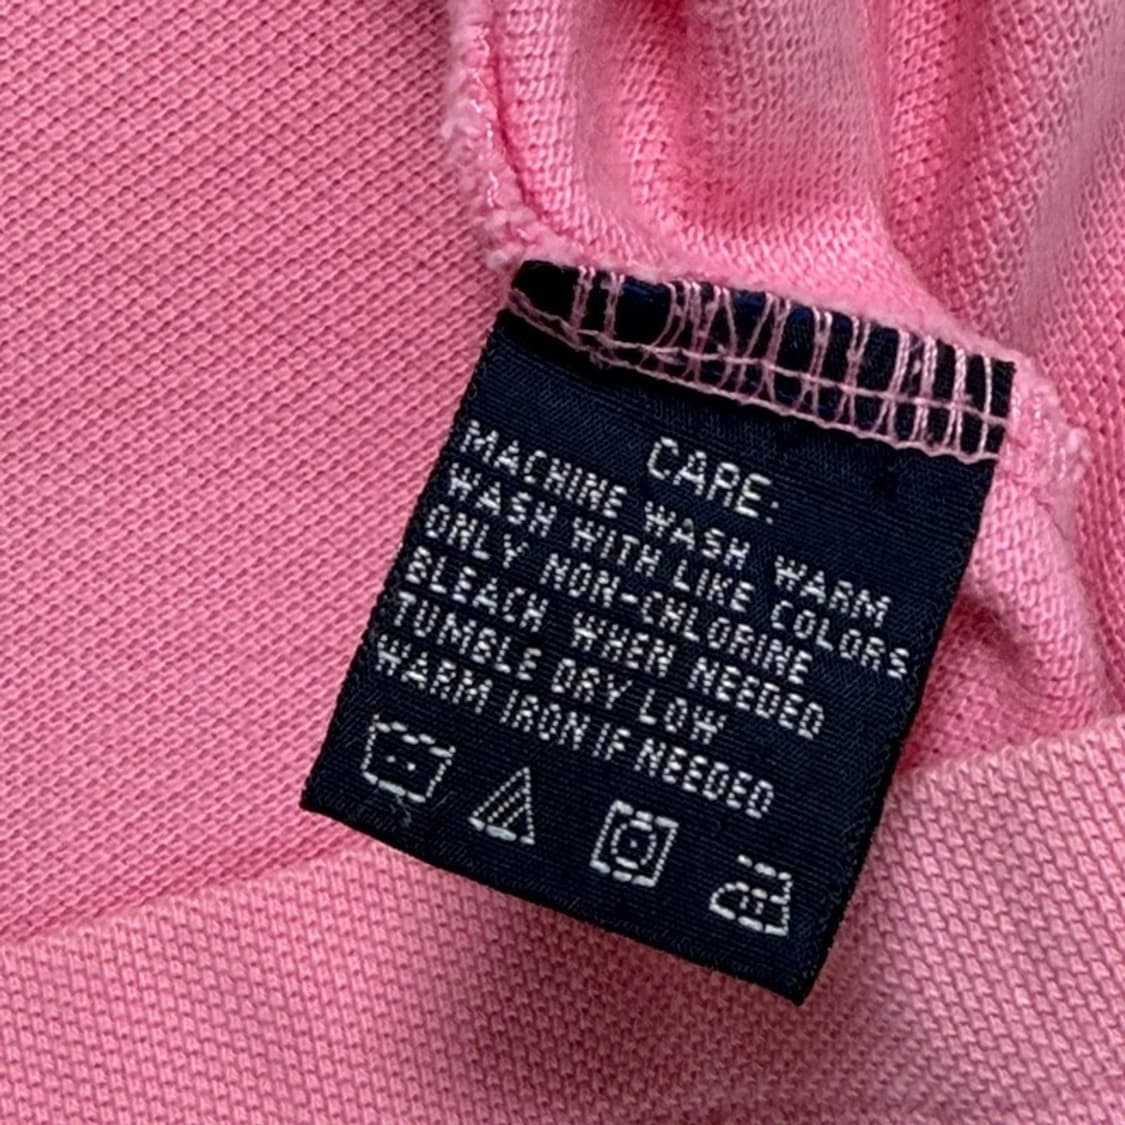 CARE:
MACHINE WASH WARM
WASH WITH LIKE COLORS
ONLY NON-CHLORINE
BLEACH WHEN NEEDED
TUMBLE DRY LOW
WARM IRON IF NEEDED